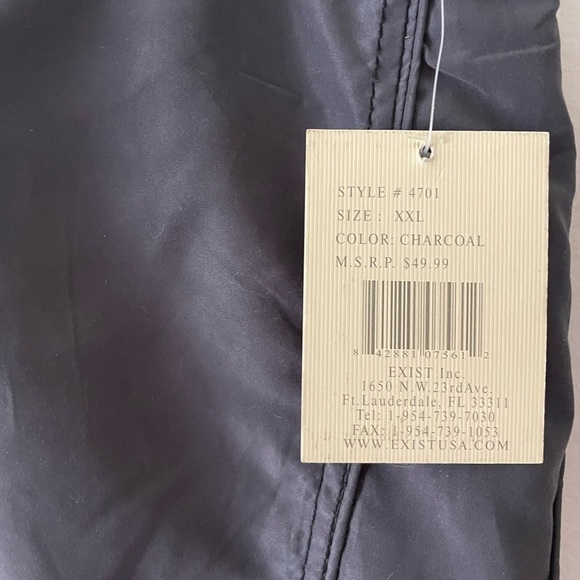 STYLE # 4701
SIZE : XXL
COLOR: CHARCOAL
M.S.R.P. $49.99
8 42881 07561 2
EXIST Inc.
1650 N.W.23rdAve.
Ft.Lauderdale, FL 33311
Tel: 1-954-739-7030
FAX: 1-954-739-1053
WWW.EXISTUSA.COM